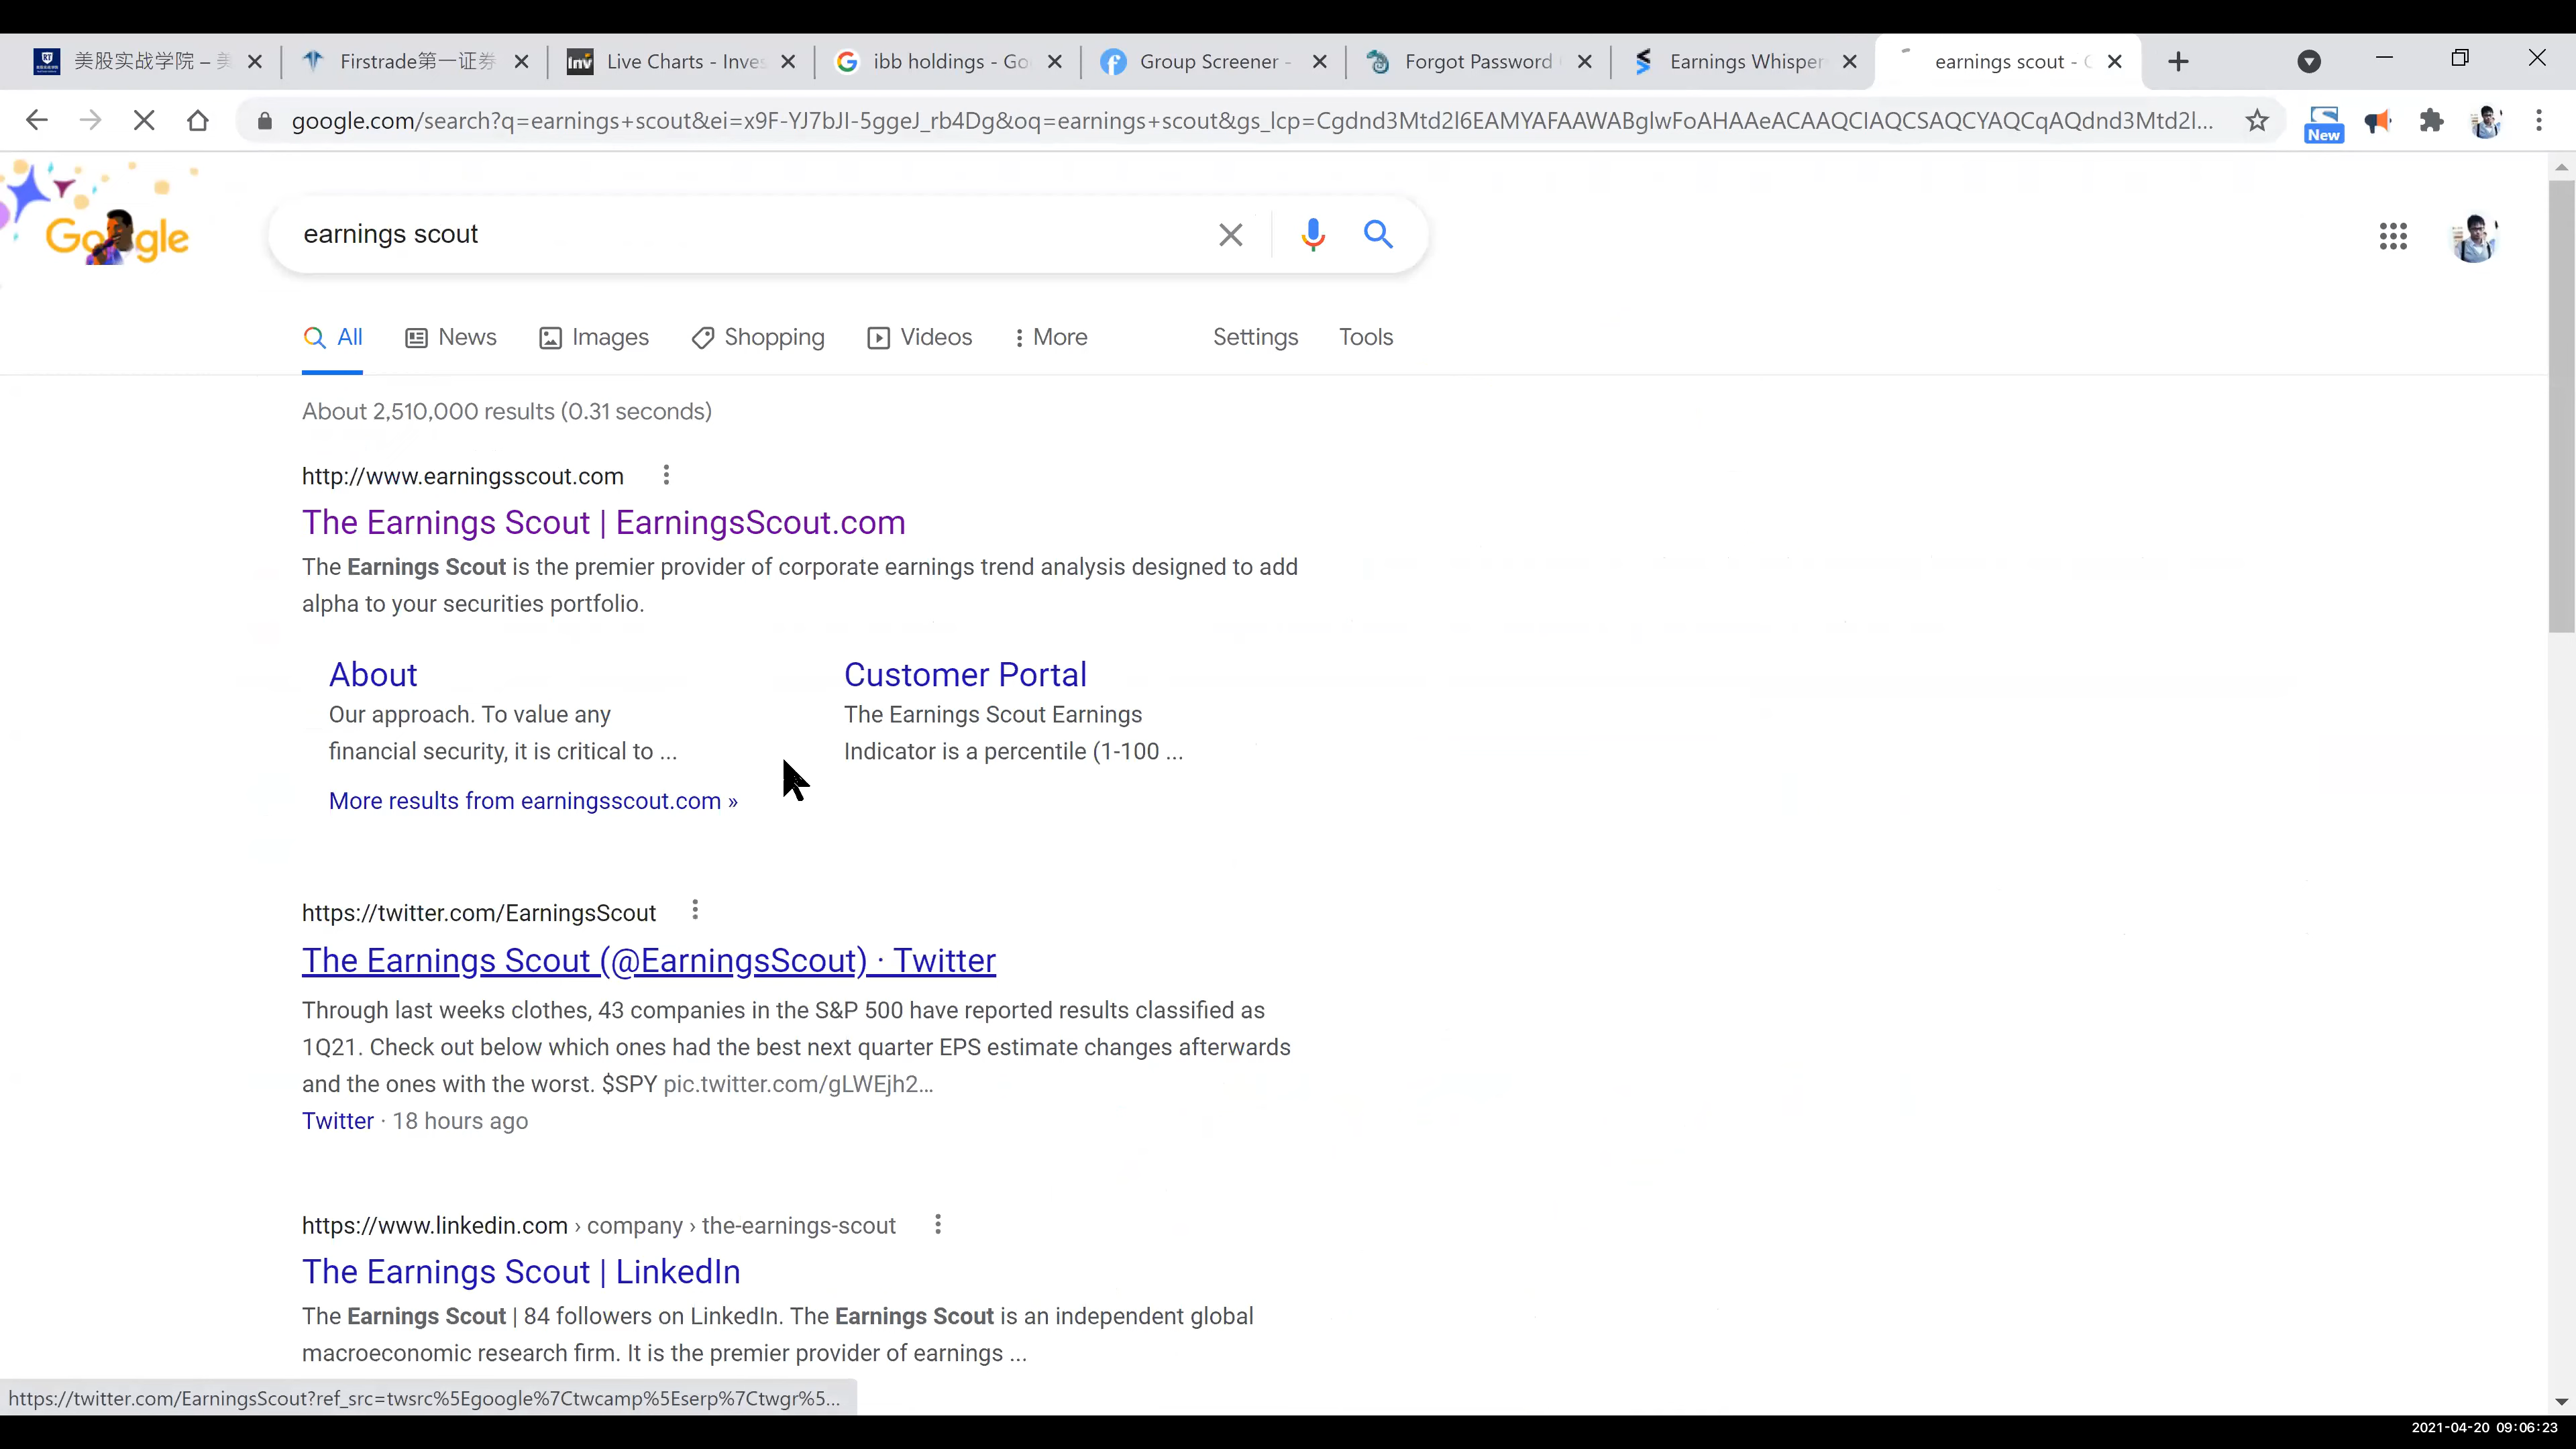 美股实战学院 –
Firstrade第一证券
Live Charts - Inves
ibb holdings - Go
Group Screener -
Forgot Password
Earnings Whisper
earnings scout -
google.com/search?q=earnings+scout&ei=x9F-YJ7bJI-5ggeJ_rb4Dg&oq=earnings+scout&gs_lcp=Cgdnd3Mtd2l6EAMYAFAAWABglwFoAHAAeACAAQCIAQCSAQCYAQCqAQdnd3Mtd2l...
New
Google
earnings scout
All
News
Images
Shopping
Videos
More
Settings
Tools
About 2,510,000 results (0.31 seconds)
http://www.earningsscout.com
The Earnings Scout | EarningsScout.com
The Earnings Scout is the premier provider of corporate earnings trend analysis designed to add
alpha to your securities portfolio.
About
Our approach. To value any
financial security, it is critical to ...
Customer Portal
The Earnings Scout Earnings
Indicator is a percentile (1-100 ...
More results from earningsscout.com »
https://twitter.com/EarningsScout
The Earnings Scout (@EarningsScout) · Twitter
Through last weeks clothes, 43 companies in the S&P 500 have reported results classified as
1Q21. Check out below which ones had the best next quarter EPS estimate changes afterwards
and the ones with the worst. $SPY pic.twitter.com/gLWEjh2...
Twitter · 18 hours ago
https://www.linkedin.com › company › the-earnings-scout
The Earnings Scout | LinkedIn
The Earnings Scout | 84 followers on LinkedIn. The Earnings Scout is an independent global
macroeconomic research firm. It is the premier provider of earnings ...
https://twitter.com/EarningsScout?ref_src=twsrc%5Egoogle%7Ctwcamp%5Eserp%7Ctwgr%5...
2021-04-20 09:06:23